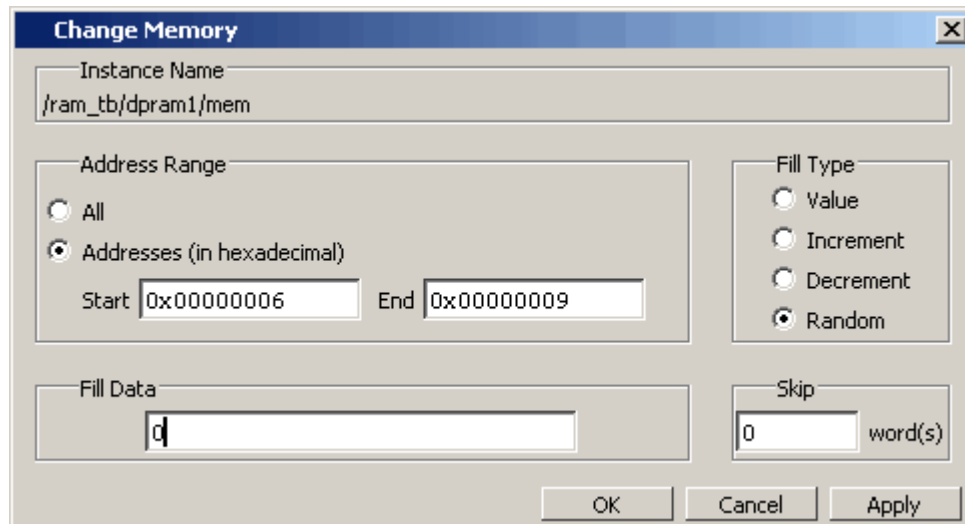 Change Memory
Instance Name
/ram_tb/dpram1/mem
Address Range
All
Addresses (in hexadecimal)
Start 0x00000006 End 0x00000009
Fill Type
Value
Increment
Decrement
Random
Fill Data
0
Skip
0 word(s)
OK Cancel Apply